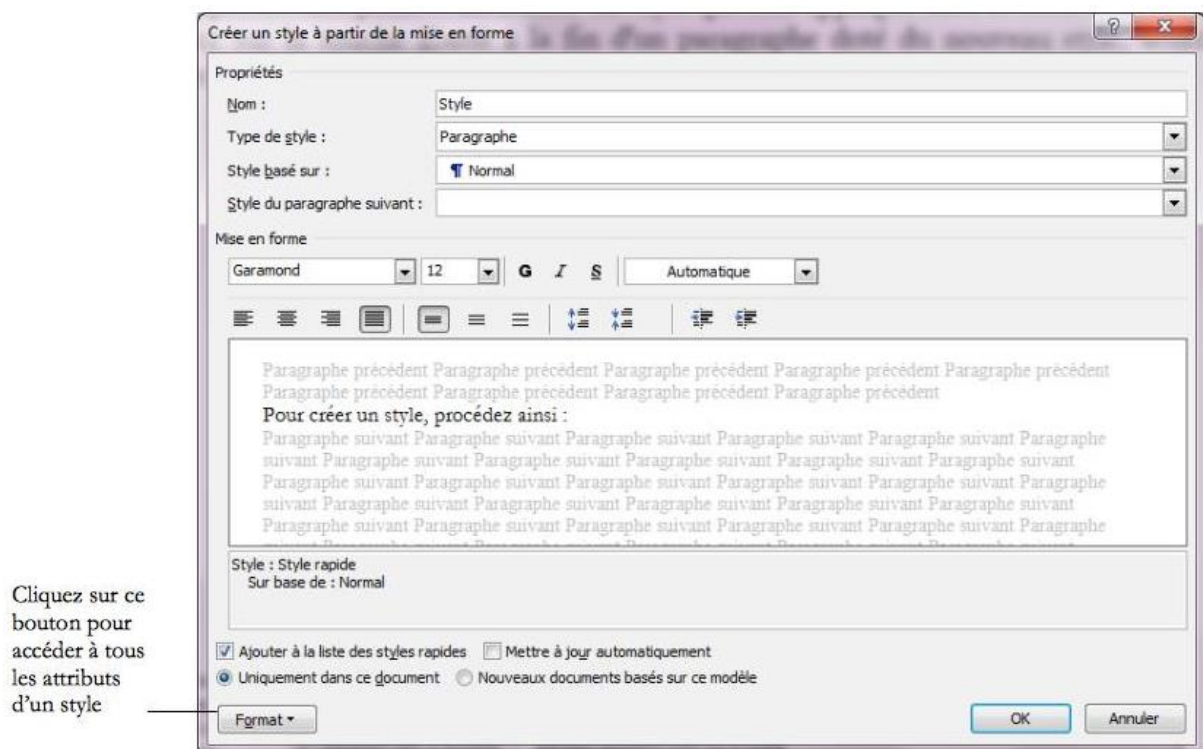 Créer un style à partir de la mise en forme
la fin d'un paragraphe doté du nouveau
Propriétés
Nom :
Style
Type de style :
Paragraphe
Style basé sur :
¶ Normal
Style du paragraphe suivant :
Mise en forme
Garamond
12
G I S
Automatique
Paragraphe précédent Paragraphe précédent Paragraphe précédent Paragraphe précédent Paragraphe précédent
Paragraphe précédent Paragraphe précédent Paragraphe précédent Paragraphe précédent
Pour créer un style, procédez ainsi :
Paragraphe suivant Paragraphe suivant Paragraphe suivant Paragraphe suivant Paragraphe suivant Paragraphe
suivant Paragraphe suivant Paragraphe suivant Paragraphe suivant Paragraphe suivant Paragraphe suivant
Paragraphe suivant Paragraphe suivant Paragraphe suivant Paragraphe suivant Paragraphe suivant Paragraphe
suivant Paragraphe suivant Paragraphe suivant Paragraphe suivant Paragraphe suivant Paragraphe suivant
Paragraphe suivant Paragraphe suivant Paragraphe suivant Paragraphe suivant Paragraphe suivant Paragraphe
Style : Style rapide
Sur base de : Normal
Ajouter à la liste des styles rapides
Mettre à jour automatiquement
Uniquement dans ce document
Nouveaux documents basés sur ce modèle
Format
OK
Annuler
Cliquez sur ce
bouton pour
accéder à tous
les attributs
d'un style